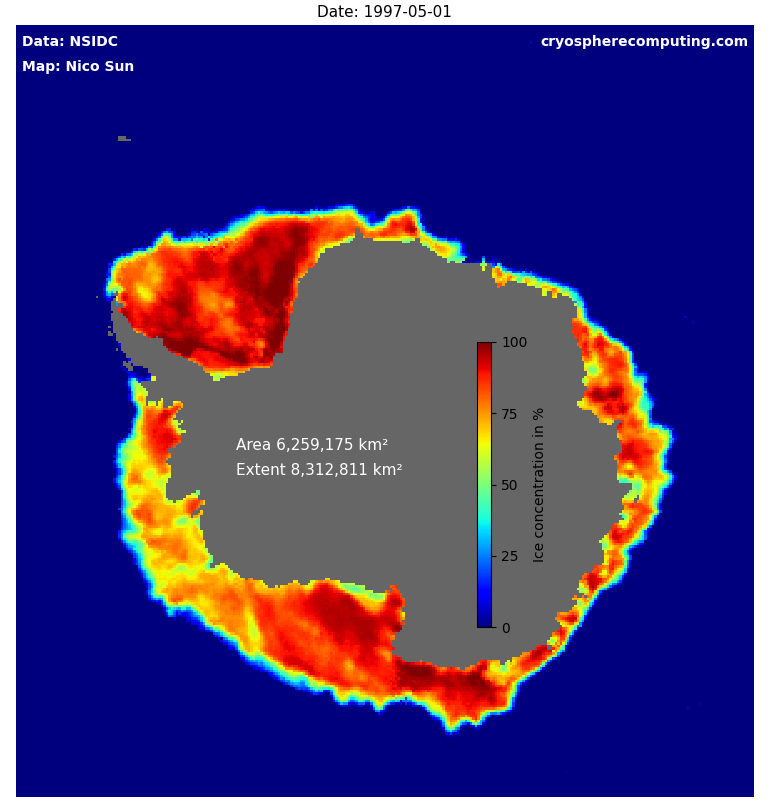 Date: 1997-05-01
Data: NSIDC
cryospherecomputing.com
Map: Nico Sun
100
75
50
25
0
Ice concentration in %
Area 6,259,175 km²
Extent 8,312,811 km²